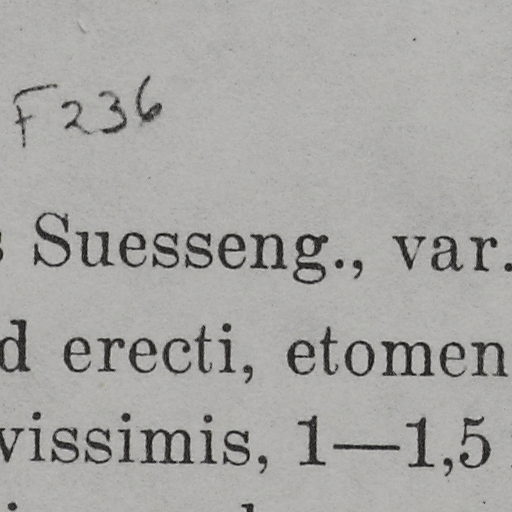 F236
Suesseng., var.
erecti, etomen
vissimis, 1—1,5